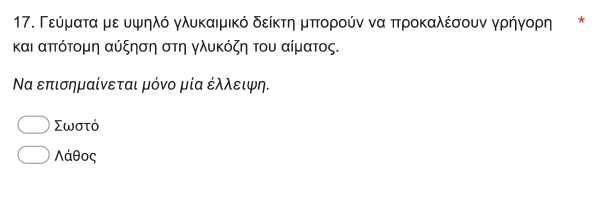 17. Γεύματα με υψηλό γλυκαιμικό δείκτη μπορούν να προκαλέσουν γρήγορη *
και απότομη αύξηση στη γλυκόζη του αίματος.
Να επισημαίνεται μόνο μία έλλειψη.
Σωστό
Λάθος